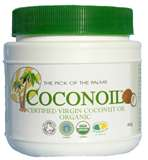 THE PICK OF THE PALMS
COCONOIL
CERTIFIED VIRGIN COCONUT OIL
ORGANIC